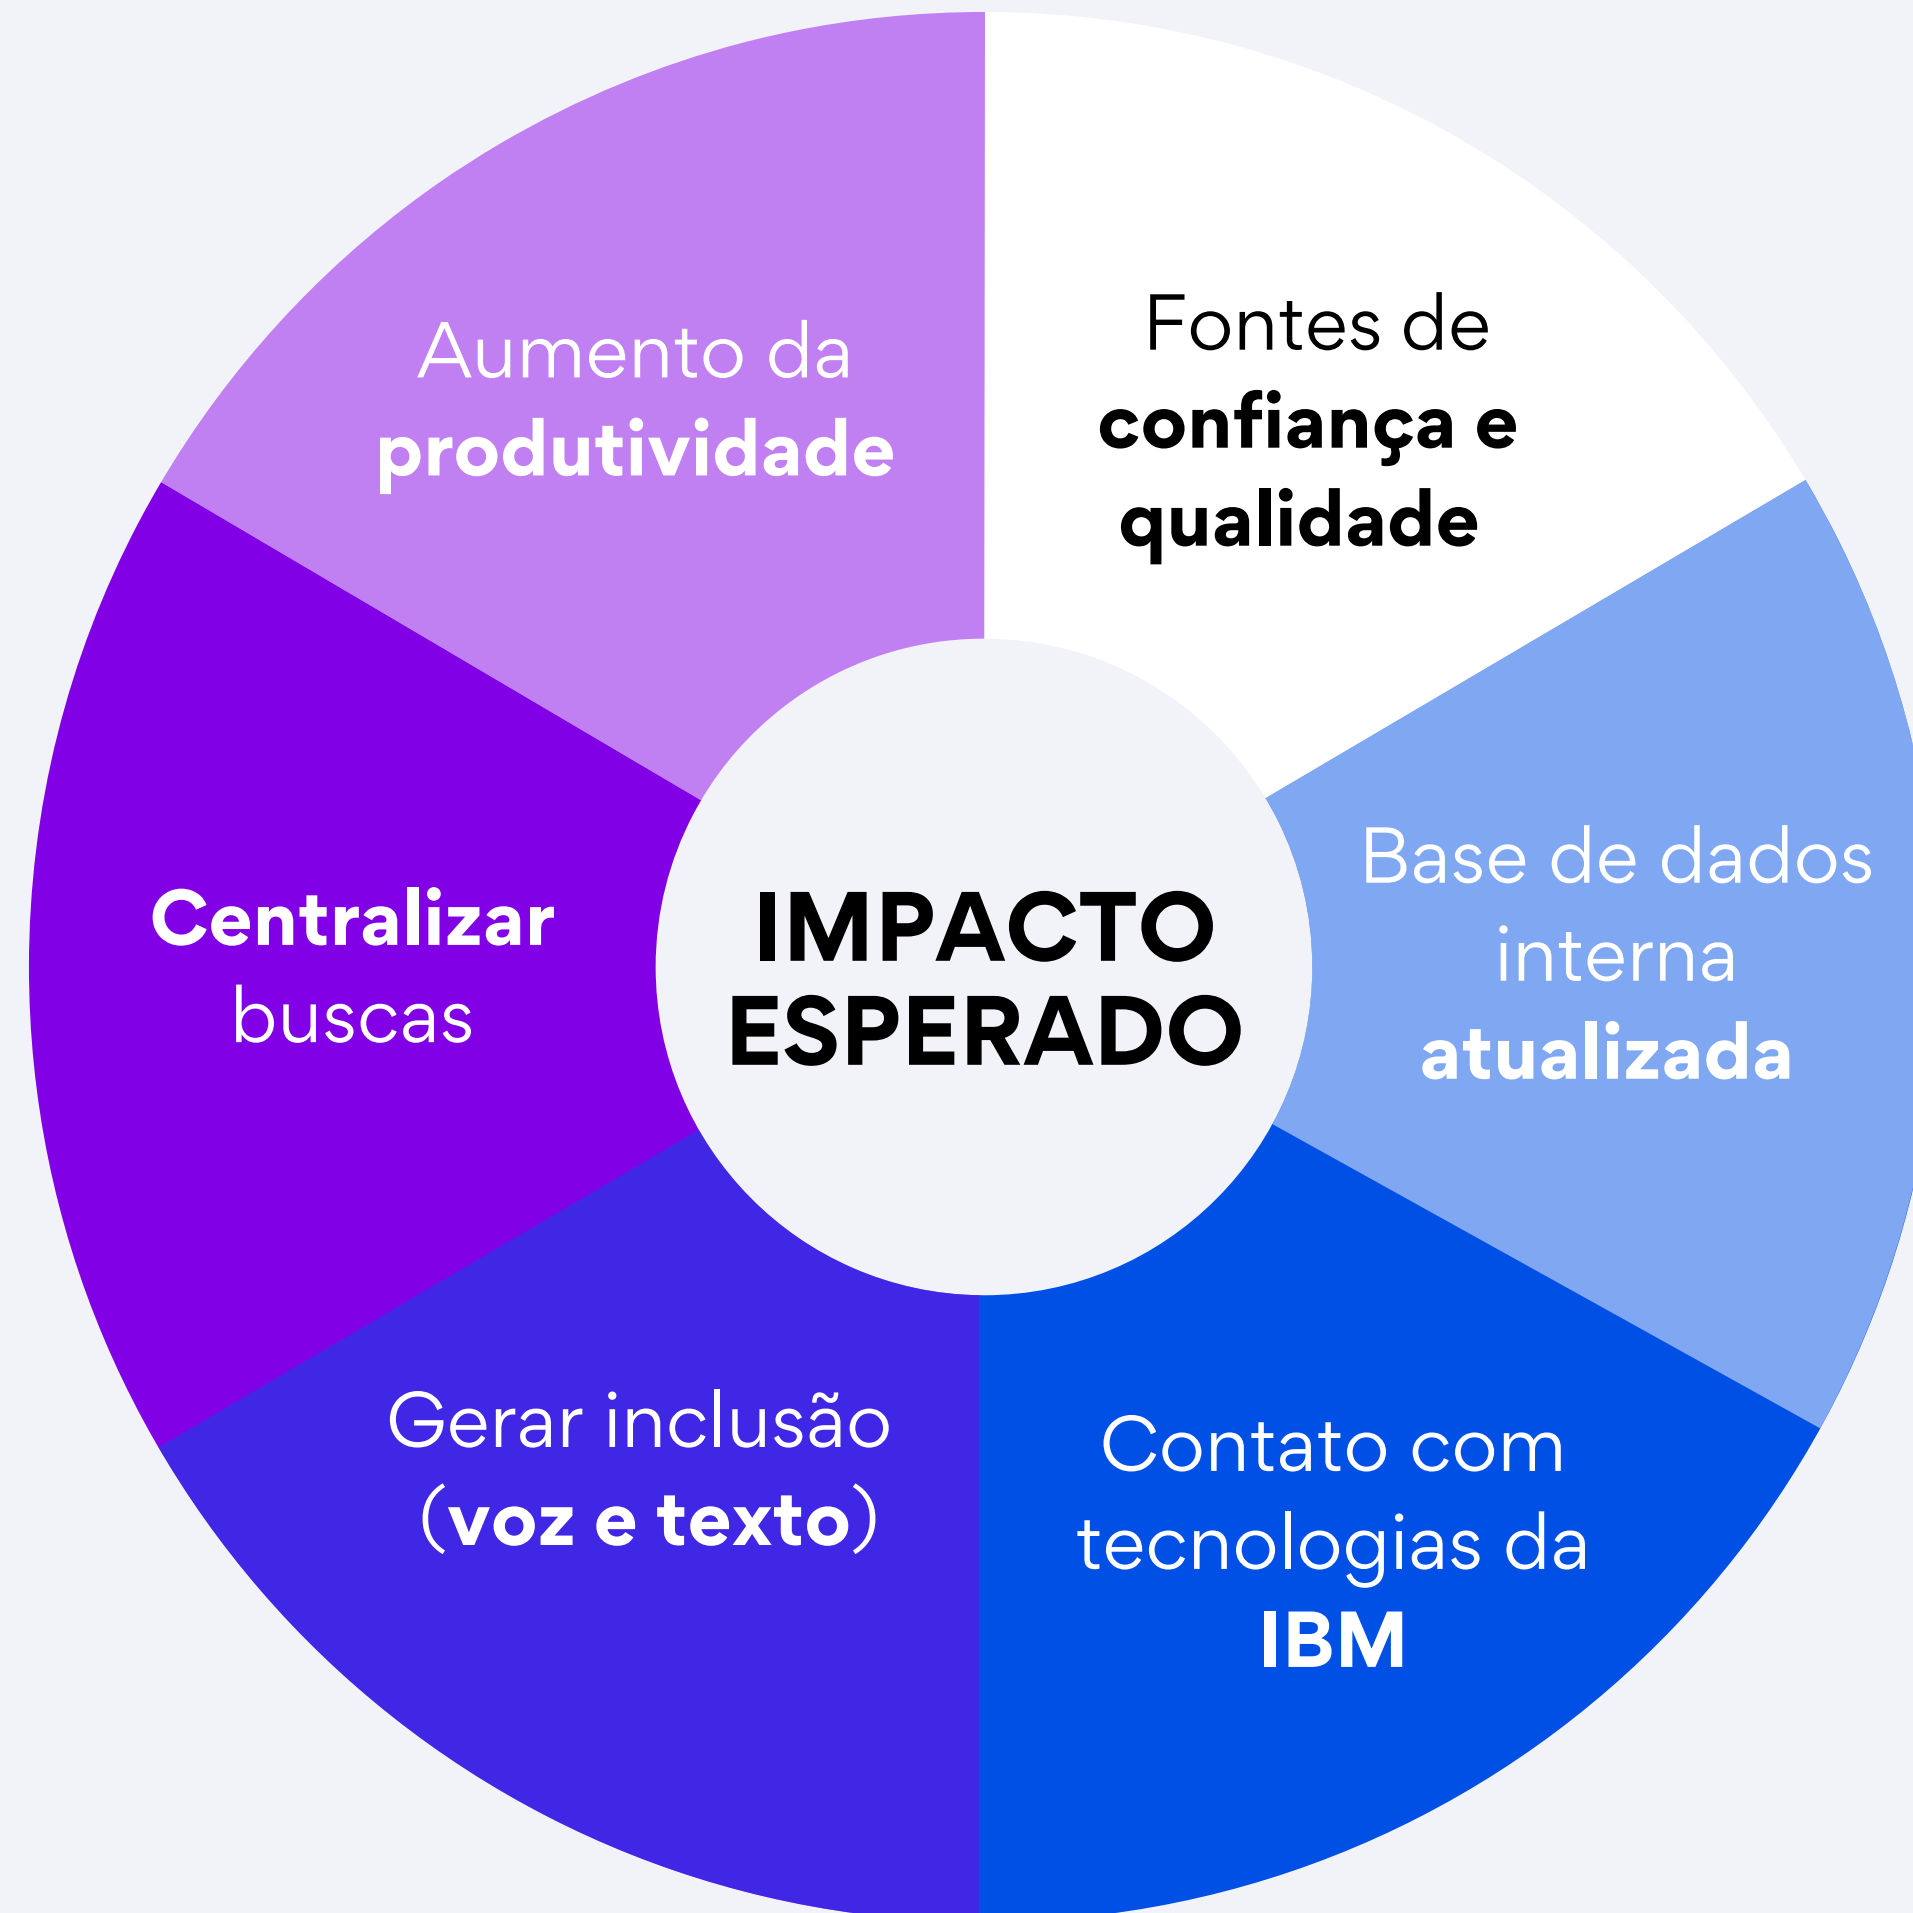 Aumento da
produtividade
Fontes de
confiança e
qualidade
Base de dados
interna
atualizada
Contato com
tecnologias da
IBM
Gerar inclusão
(voz e texto)
Centralizar
buscas
IMPACTO
ESPERADO